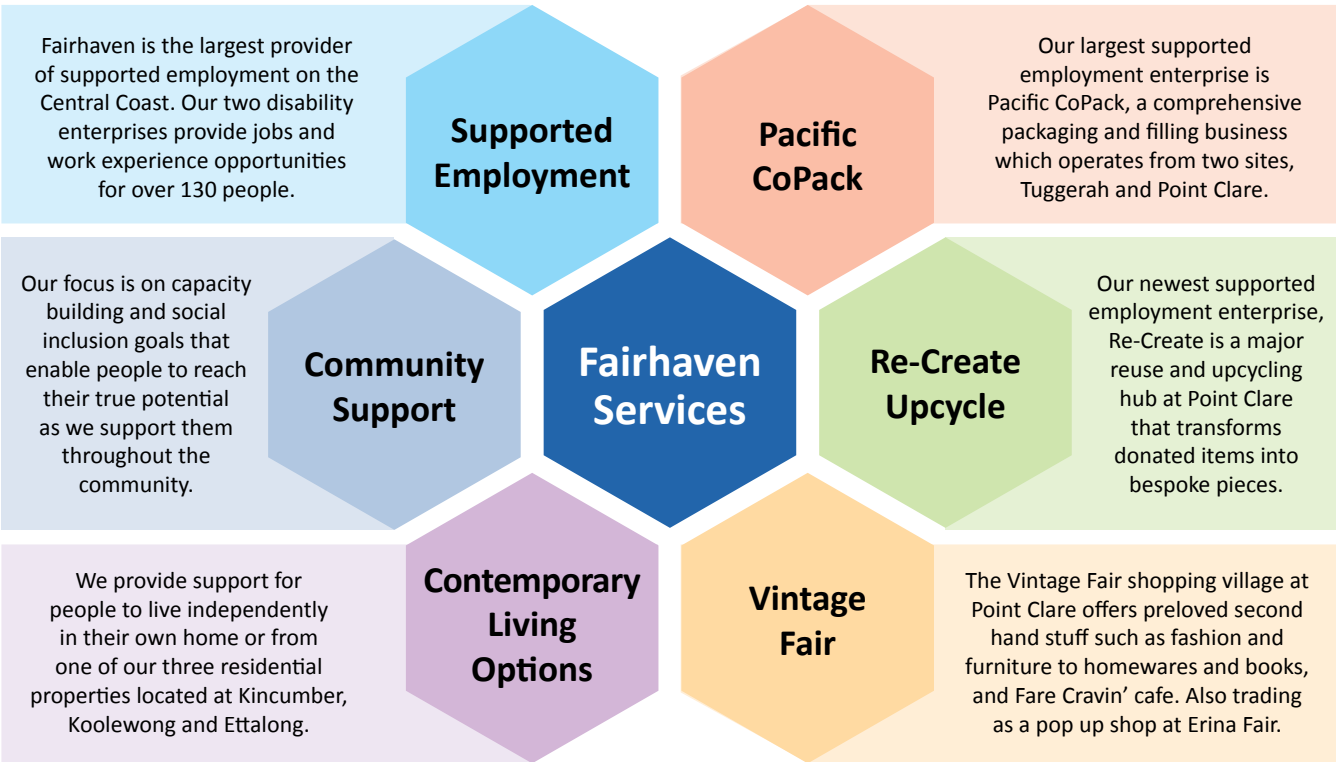 Fairhaven is the largest provider
of supported employment on the
Central Coast. Our two disability
enterprises provide jobs and
work experience opportunities
for over 130 people.
Supported
Employment
Pacific
CoPack
Our largest supported
employment enterprise is
Pacific CoPack, a comprehensive
packaging and filling business
which operates from two sites,
Tuggerah and Point Clare.
Our focus is on capacity
building and social
inclusion goals that
enable people to reach
their true potential
as we support them
throughout the
community.
Community
Support
Fairhaven
Services
Re-Create
Upcycle
Our newest supported
employment enterprise,
Re-Create is a major
reuse and upcycling
hub at Point Clare
that transforms
donated items into
bespoke pieces.
We provide support for
people to live independently
in their own home or from
one of our three residential
properties located at Kincumber,
Koolewong and Ettalong.
Contemporary
Living
Options
Vintage
Fair
The Vintage Fair shopping village at
Point Clare offers preloved second
hand stuff such as fashion and
furniture to homewares and books,
and Fare Cravin’ cafe. Also trading
as a pop up shop at Erina Fair.